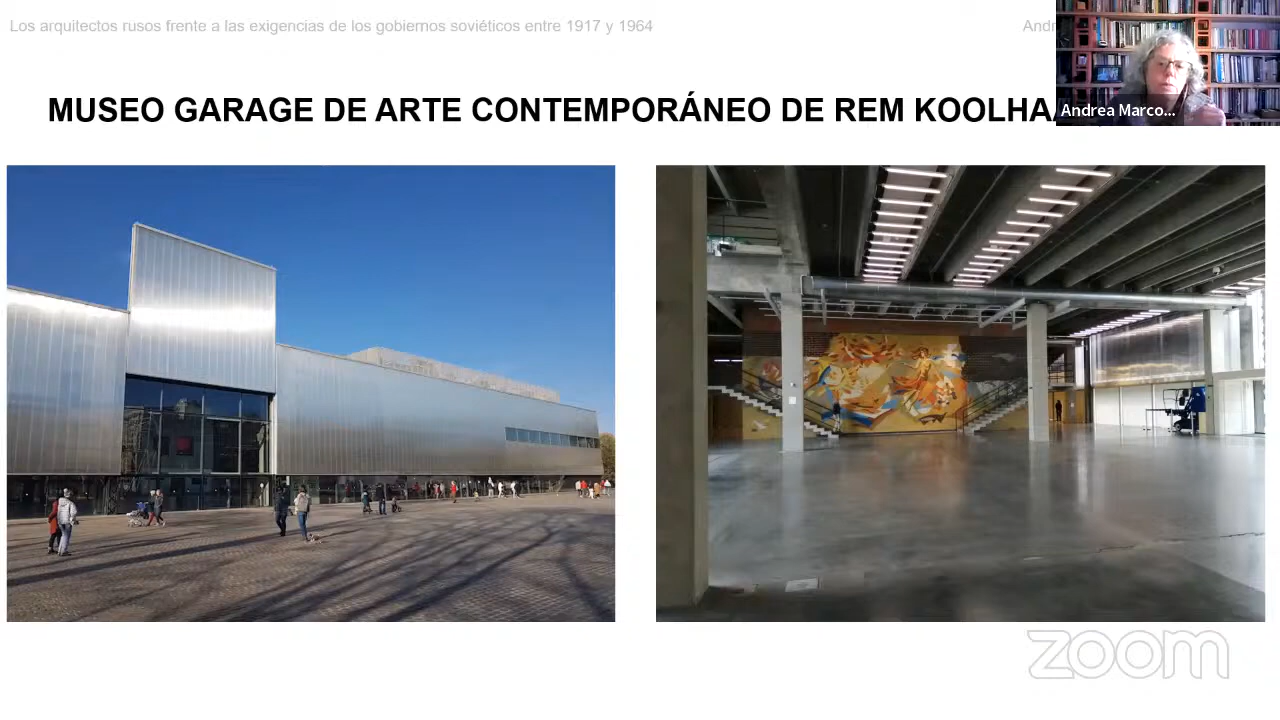 Los arquitectos rusos frente a las exigencias de los gobiernos soviéticos entre 1917 y 1964
MUSEO GARAGE DE ARTE CONTEMPORÁNEO DE REM KOOLHAA
Andrea Marco...
zoom